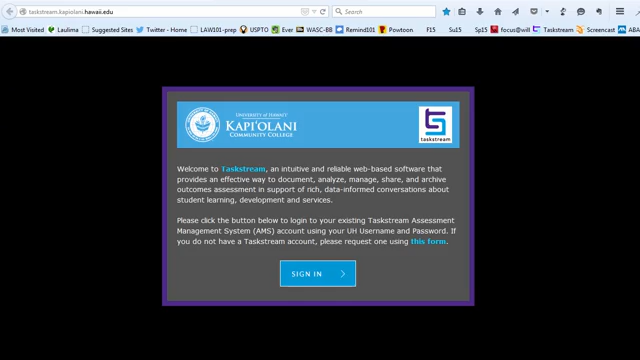 taskstream.kapiolani.hawaii.edu
Search
Most Visited Laulima Suggested Sites Twitter - Home LAW101-prep USPTO Ever WASC-BB Remind101 Powtoon F15 Su15 Sp15 focus@will Taskstream Screencast ABA
UNIVERSITY of HAWAI'I
KAPI'OLANI
COMMUNITY COLLEGE
taskstream
Welcome to Taskstream, an intuitive and reliable web-based software that
provides an effective way to document, analyze, manage, share, and archive
outcomes assessment in support of rich, data-informed conversations about
student learning, development and services.
Please click the button below to login to your existing Taskstream Assessment
Management System (AMS) account using your UH Username and Password. If
you do not have a Taskstream account, please request one using this form.
SIGN IN